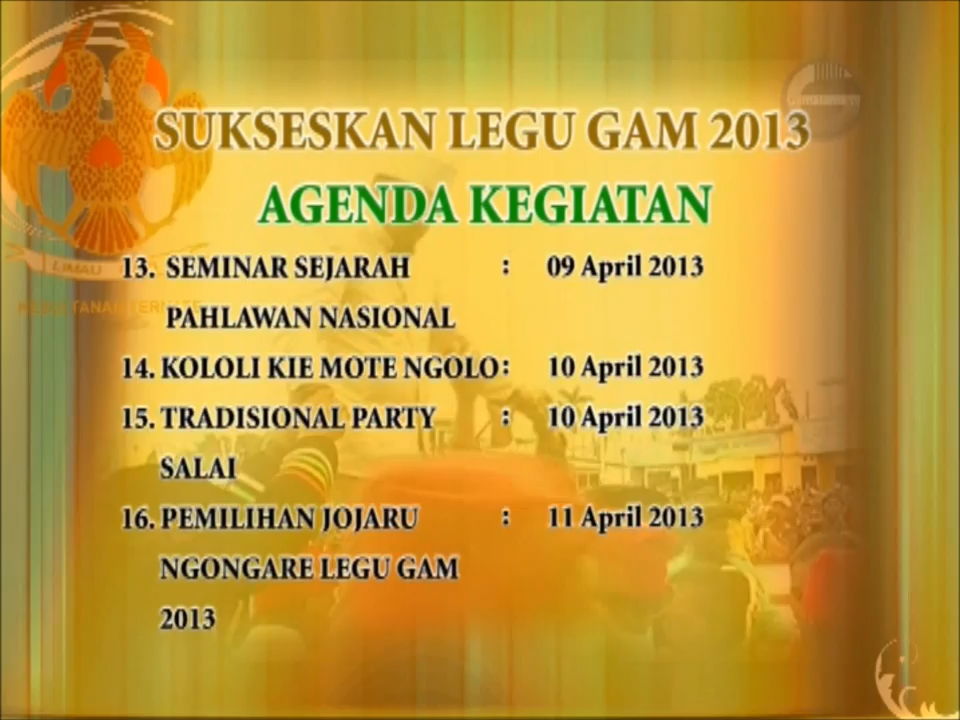 SUKSESKAN LEGU GAM 2013
AGENDA KEGIATAN
13. SEMINAR SEJARAH : 09 April 2013
PAHLAWAN NASIONAL
14. KOLOLI KIE MOTE NGOLO : 10 April 2013
15. TRADISIONAL PARTY : 10 April 2013
SALAI
16. PEMILIHAN JOJARU : 11 April 2013
NGONGARE LEGU GAM
2013
LIMAU